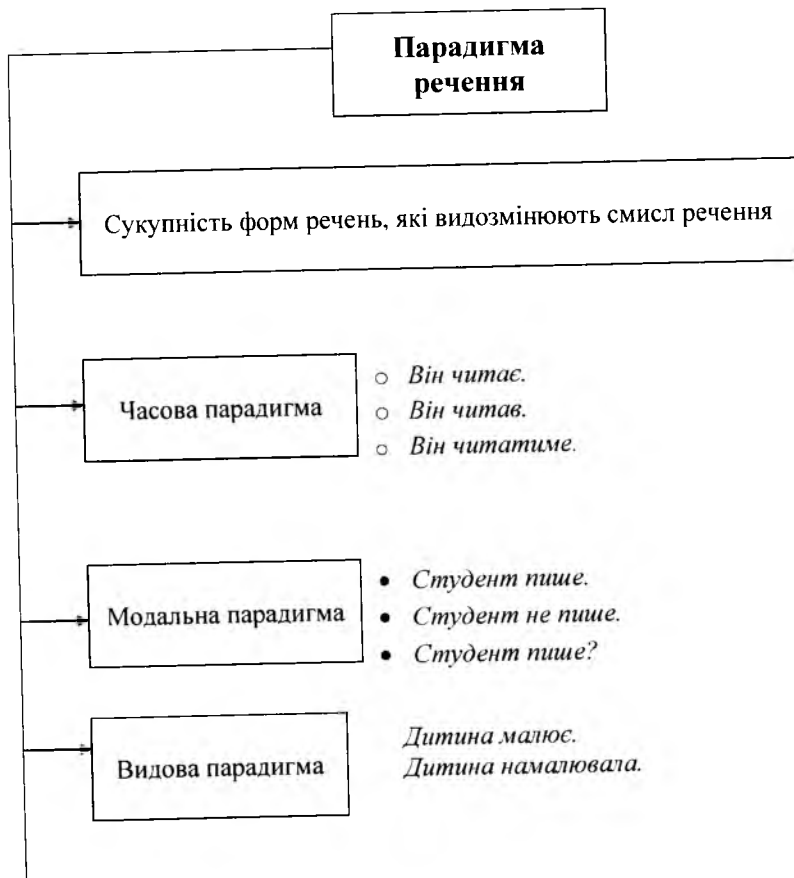 Парадигма
речення
Сукупність форм речень, які видозмінюють смисл речення
Часова парадигма
○ Він читає.
○ Він читав.
○ Він читатиме.
Модальна парадигма
• Студент пише.
• Студент не пише.
• Студент пише?
Видова парадигма
Дитина малює.
Дитина намалювала.